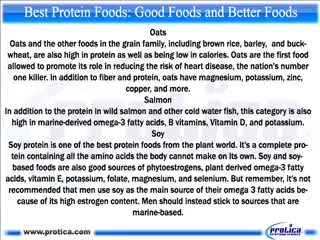 Best Protein Foods: Good Foods and Better Foods
Oats
Oats and the other foods in the grain family, including brown rice, barley,  and buck-
wheat, are also high in protein as well as being low in calories. Oats are the first food
allowed to promote its role in reducing the risk of heart disease, the nation's number
one killer. In addition to fiber and protein, oats have magnesium, potassium, zinc,
copper, and more.
Salmon
In addition to the protein in wild salmon and other cold water fish, this category is also
high in marine-derived omega-3 fatty acids, B vitamins, Vitamin D, and potassium.
Soy
Soy protein is one of the best protein foods from the plant world. It's a complete pro-
tein containing all the amino acids the body cannot make on its own. Soy and soy-
based foods are also good sources of phytoestrogens, plant derived omega-3 fatty
acids, vitamin E, potassium, folate, magnesium, and selenium. But remember, it's not
recommended that men use soy as the main source of their omega 3 fatty acids be-
cause of its high estrogen content. Men should instead stick to sources that are
marine-based.
www.protica.com
protica